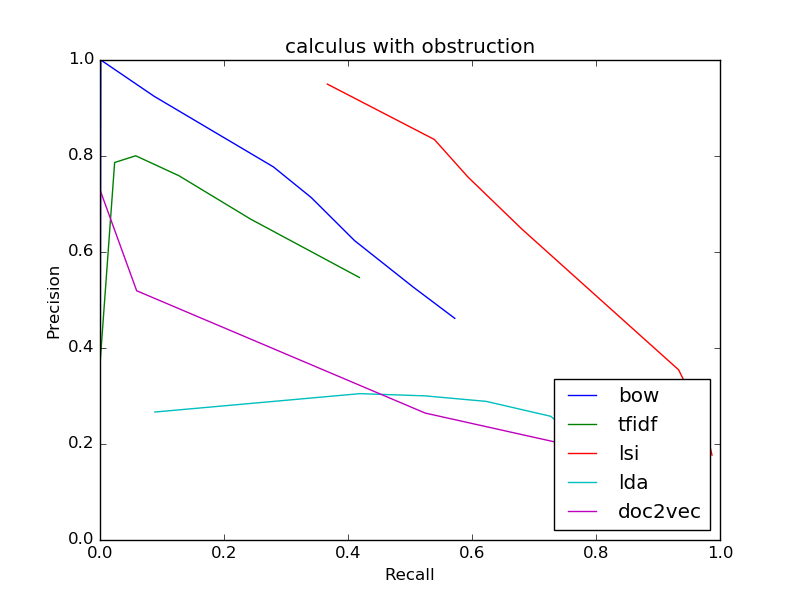 calculus with obstruction
1.0
0.8
0.6
0.4
0.2
0.0
Precision
0.0 0.2 0.4 0.6 0.8 1.0
Recall
bow
tfidf
lsi
lda
doc2vec